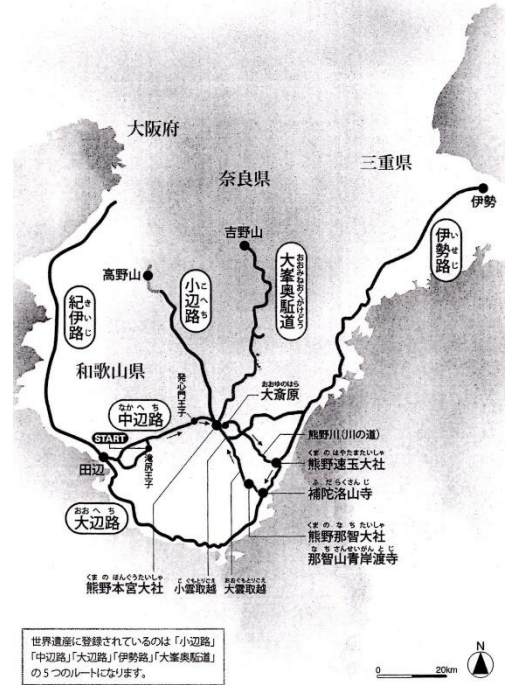 大阪府
奈良県
三重県
伊勢
吉野山
高野山
小辺路
こへち
大峯奥駈道
おおみねおくがけどう
伊勢路
いせじ
紀伊路
きいじ
和歌山県
発心門王子
おおゆのはら
大斎原
なかへち
中辺路
START
滝尻王子
田辺
熊野川(川の道)
くまのはやたまたいしゃ
熊野速玉大社
ふだらくさんじ
補陀洛山寺
おおへち
大辺路
くまのなちたいしゃ
熊野那智大社
なちさんせいがんとじ
那智山青岸渡寺
くまのほんぐうたいしゃ
熊野本宮大社
こぐもとりごえ
小雲取越
おおぐもとりごえ
大雲取越
世界遺産に登録されているのは「小辺路」
「中辺路」「大辺路」「伊勢路」「大峯奥駈道」
の5つのルートになります。
0 20km
N